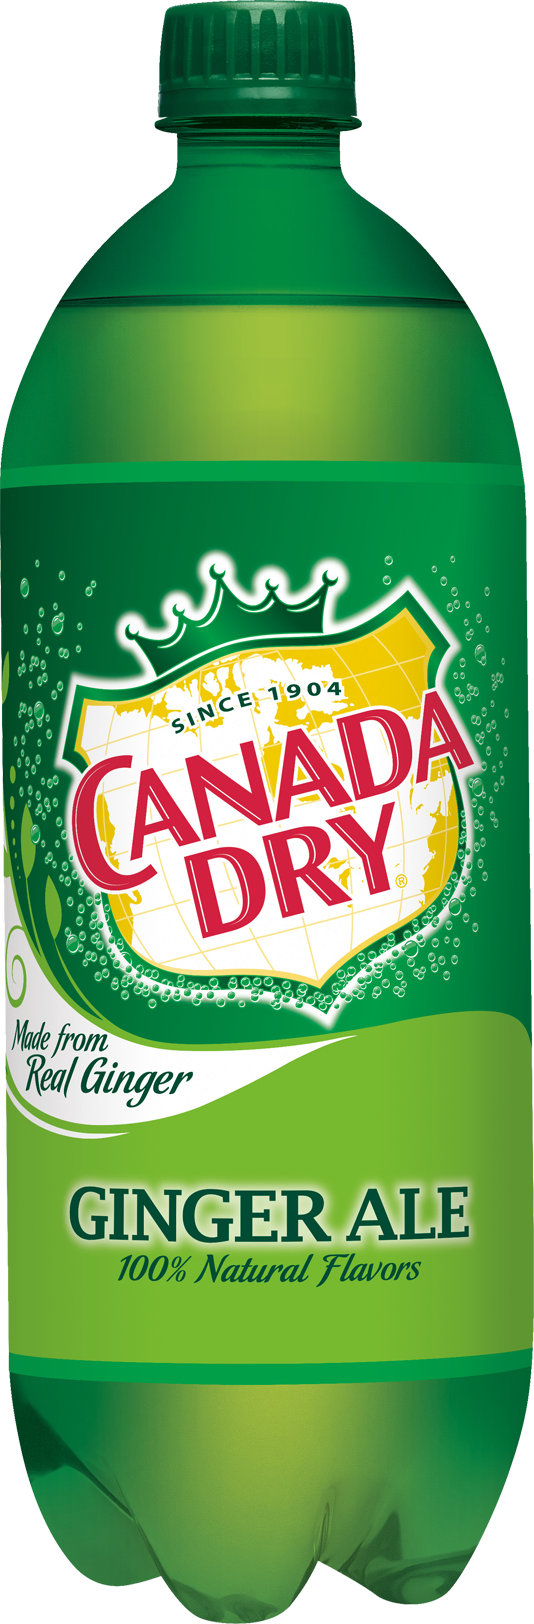 SINCE 1904
CANADA
DRY®
Made from
Real Ginger
GINGER ALE
100% Natural Flavors